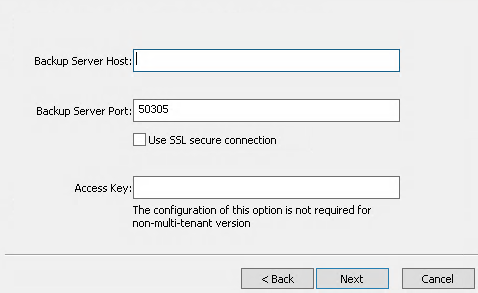 Backup Server Host:
Backup Server Port: 50305
Use SSL secure connection
Access Key:
The configuration of this option is not required for
non-multi-tenant version
< Back Next Cancel